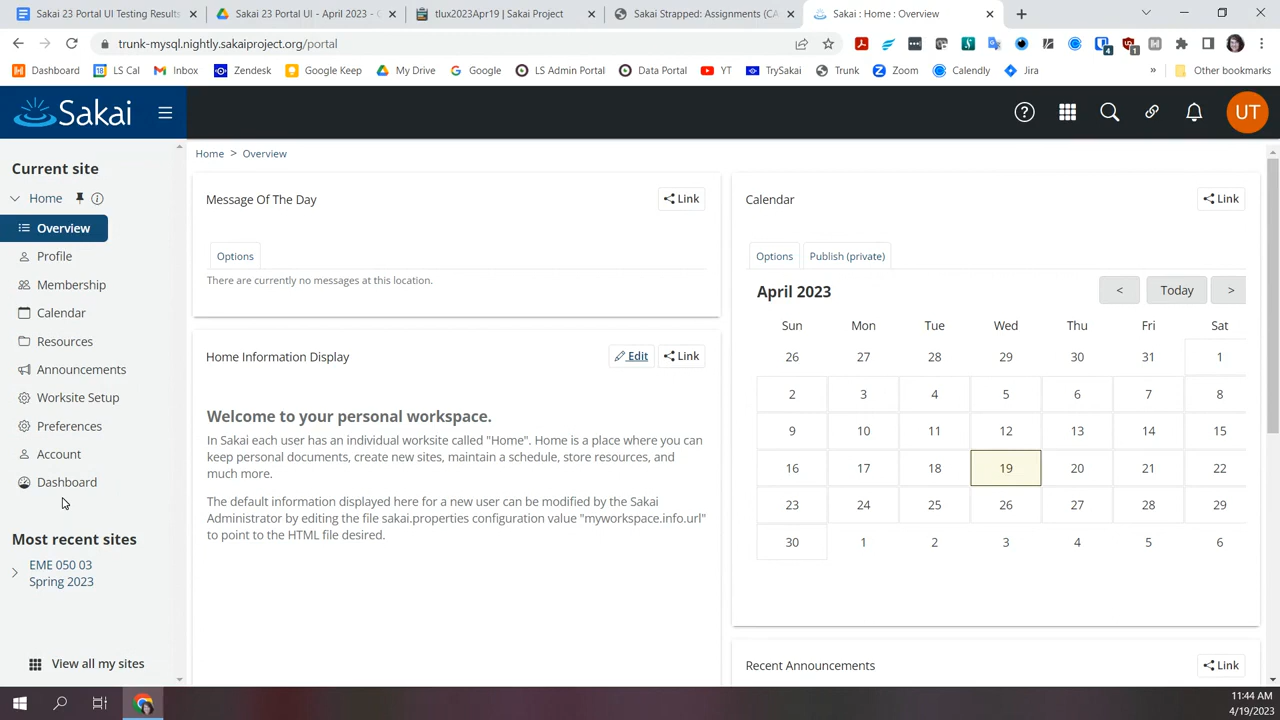 Sakai 23 Portal UI Testing Results
Sakai 23 Portal UI - April 2023 -
tlux2023Apr19 | Sakai Project
Sakai Strapped: Assignments (CA
Sakai : Home : Overview
trunk-mysql.nightly.sakaiproject.org/portal
Dashboard
LS Cal
Inbox
Zendesk
Google Keep
My Drive
Google
LS Admin Portal
Data Portal
YT
TrySakai
Trunk
Zoom
Calendly
Jira
»
Other bookmarks
Sakai
UT
Current site
Home
Overview
Profile
Membership
Calendar
Resources
Announcements
Worksite Setup
Preferences
Account
Dashboard
Most recent sites
EME 050 03
Spring 2023
View all my sites
Home > Overview
Message Of The Day
Link
Options
There are currently no messages at this location.
Home Information Display
Edit
Link
Welcome to your personal workspace.
In Sakai each user has an individual worksite called "Home". Home is a place where you can
keep personal documents, create new sites, maintain a schedule, store resources, and
much more.
The default information displayed here for a new user can be modified by the Sakai
Administrator by editing the file sakai.properties configuration value "myworkspace.info.url"
to point to the HTML file desired.
Calendar
Link
Options
Publish (private)
April 2023
< Today >
Sun Mon Tue Wed Thu Fri Sat
26 27 28 29 30 31 1
2 3 4 5 6 7 8
9 10 11 12 13 14 15
16 17 18 19 20 21 22
23 24 25 26 27 28 29
30 1 2 3 4 5 6
Recent Announcements
Link
11:44 AM
4/19/2023